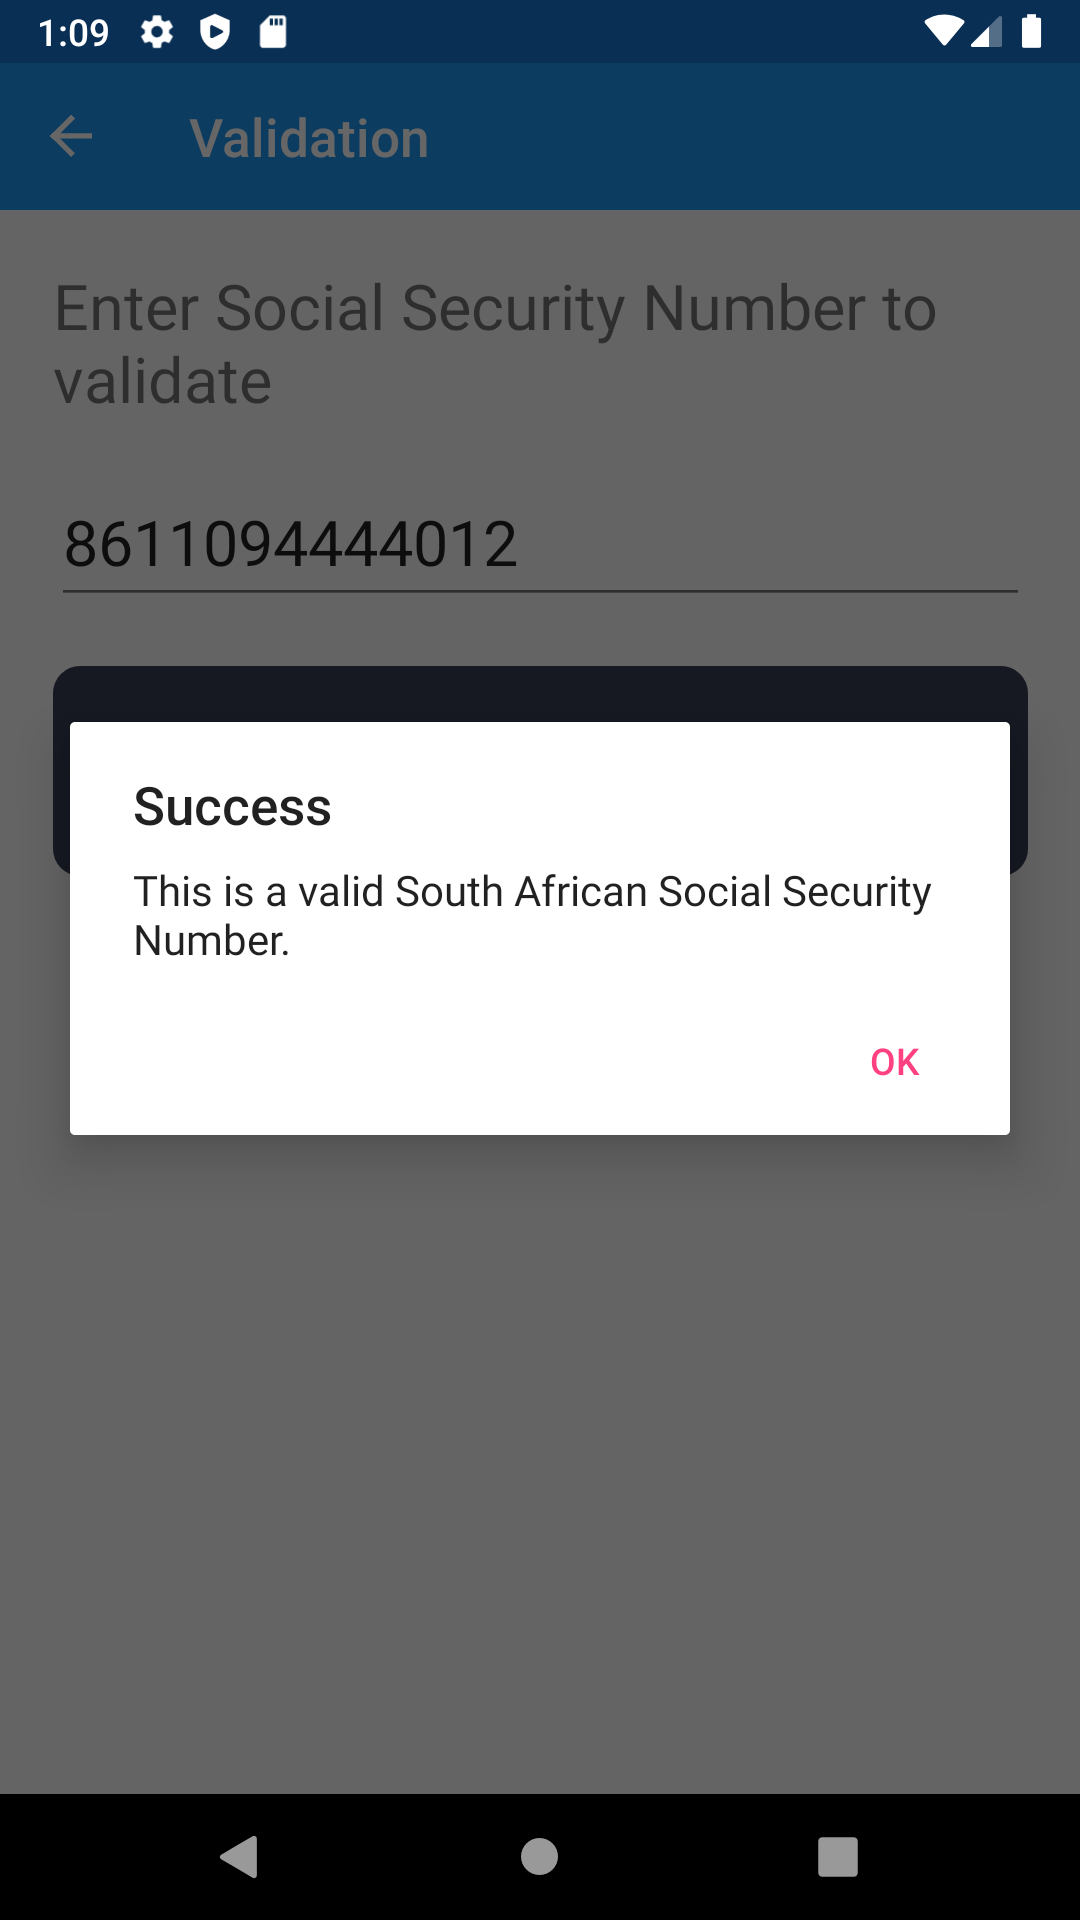 1:09
Validation
Enter Social Security Number to
validate
8611094444012
Success
This is a valid South African Social Security
Number.
OK